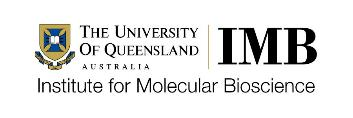 THE UNIVERSITY
OF QUEENSLAND
AUSTRALIA
IMB
Institute for Molecular Bioscience